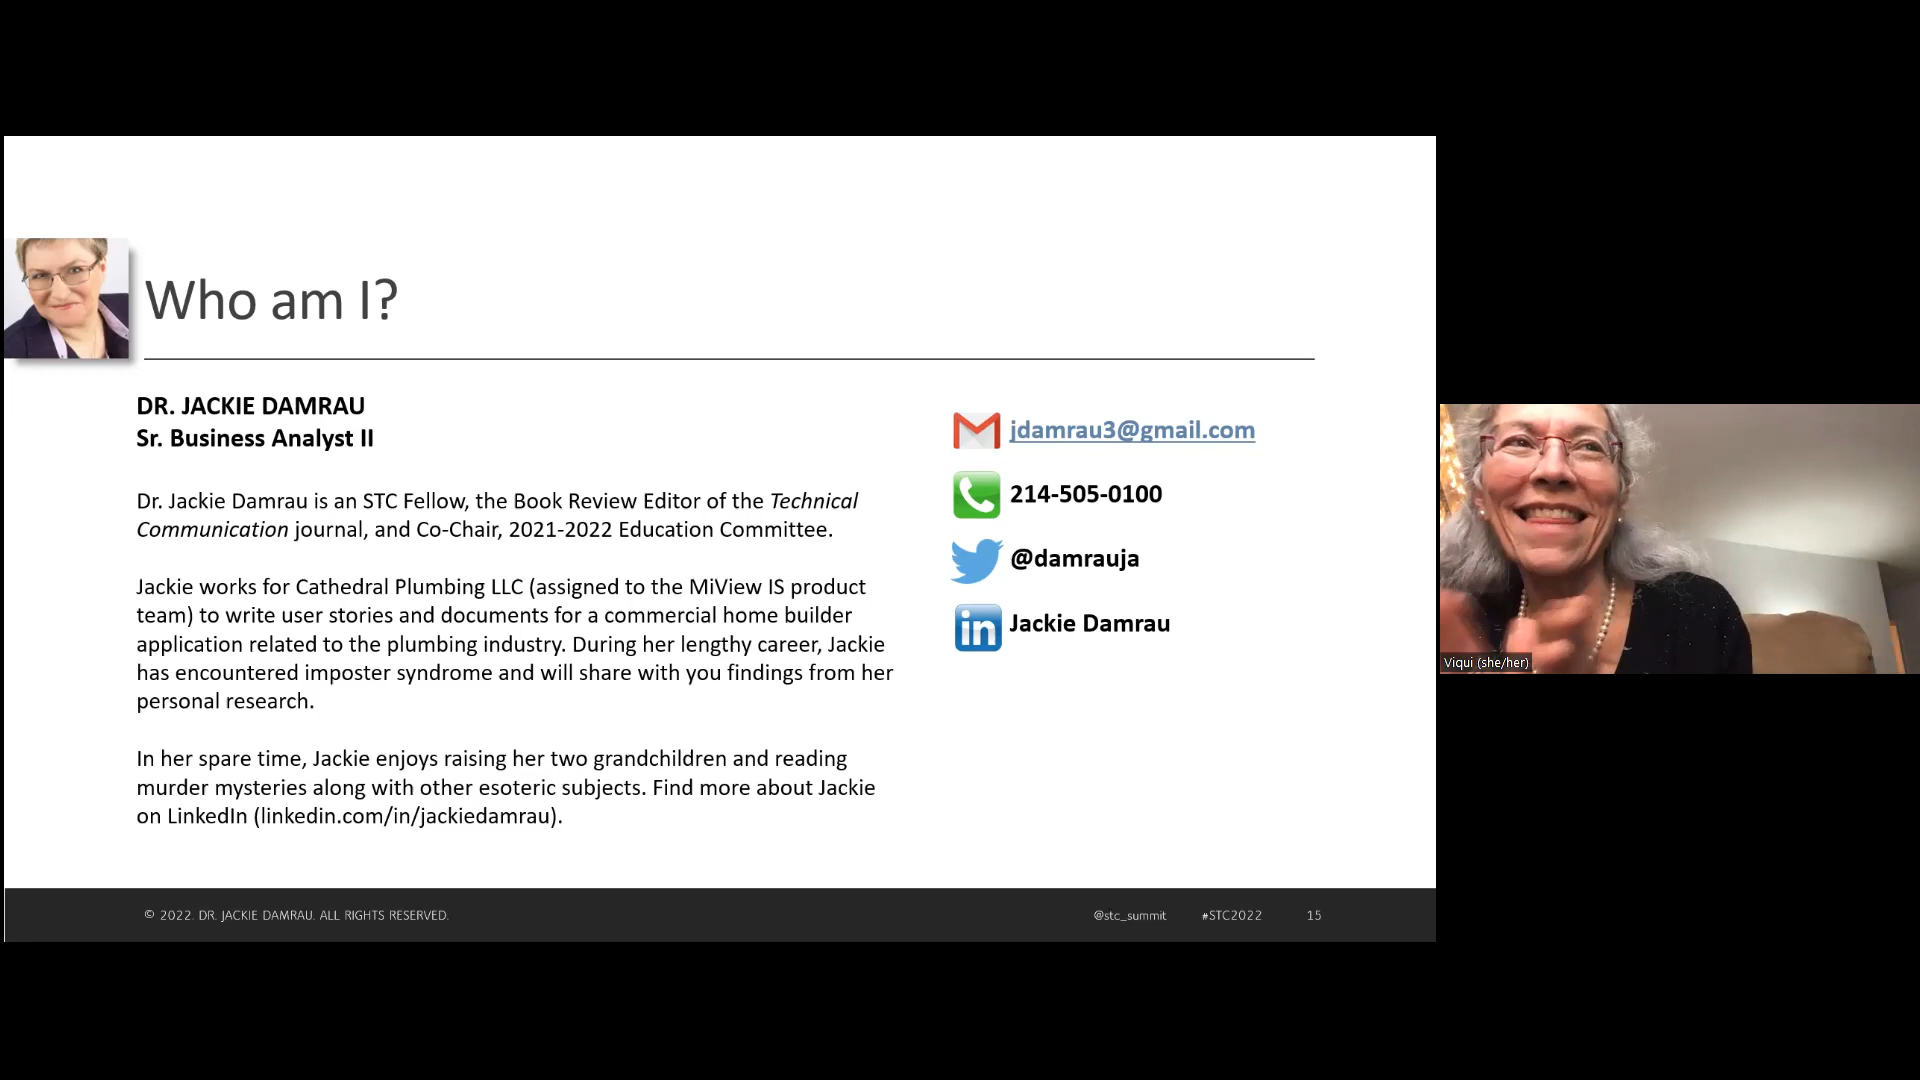 Who am I?
DR. JACKIE DAMRAU
Sr. Business Analyst II
Dr. Jackie Damrau is an STC Fellow, the Book Review Editor of the Technical
Communication journal, and Co-Chair, 2021-2022 Education Committee.
Jackie works for Cathedral Plumbing LLC (assigned to the MiView IS product
team) to write user stories and documents for a commercial home builder
application related to the plumbing industry. During her lengthy career, Jackie
has encountered imposter syndrome and will share with you findings from her
personal research.
In her spare time, Jackie enjoys raising her two grandchildren and reading
murder mysteries along with other esoteric subjects. Find more about Jackie
on LinkedIn (linkedin.com/in/jackiedamrau).
jdamrau3@gmail.com
214-505-0100
@damrauja
in Jackie Damrau
Viqui (she/her)
© 2022. DR. JACKIE DAMRAU. ALL RIGHTS RESERVED.
@stc_summit #STC2022 15